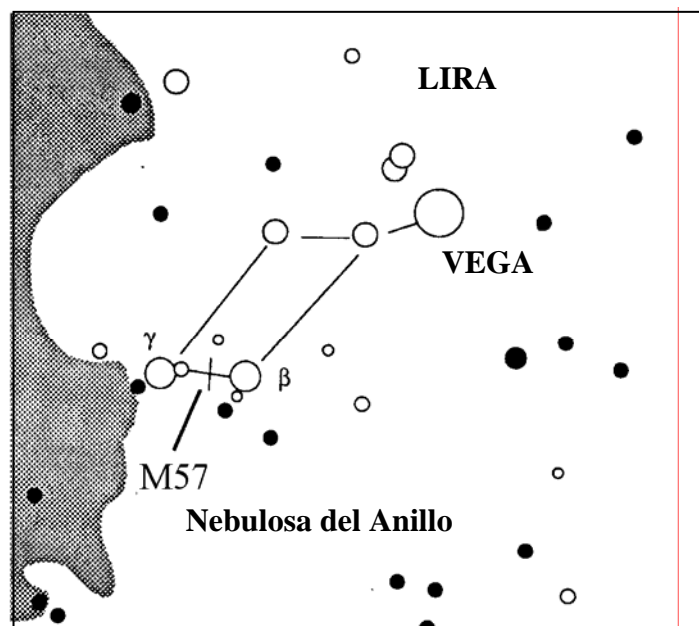 LIRA
VEGA
γ
β
M57
Nebulosa del Anillo